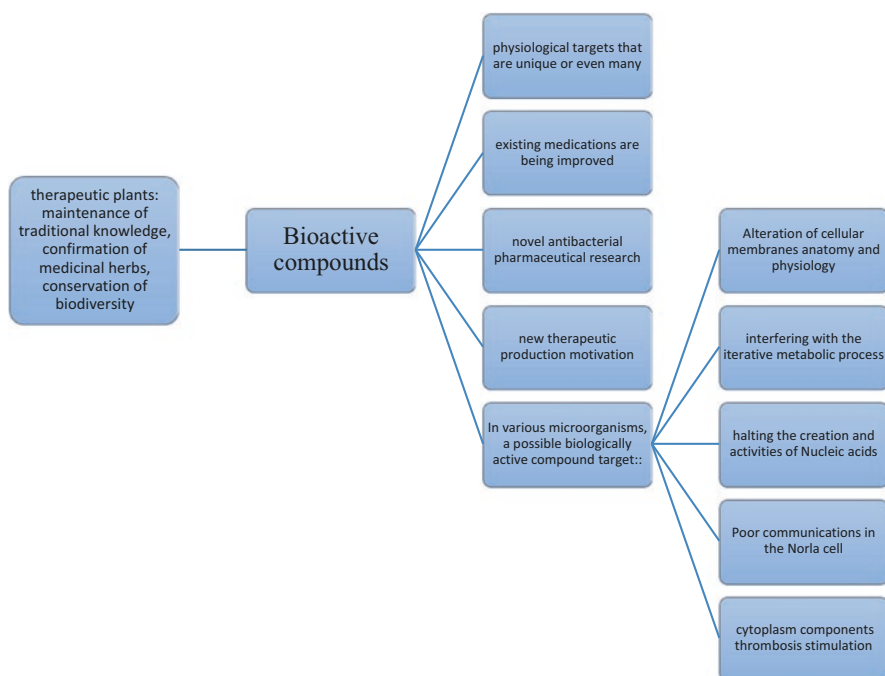 therapeutic plants:
maintenance of
traditional knowledge,
confirmation of
medicinal herbs,
conservation of
biodiversity
Bioactive
compounds
physiological targets that
are unique or even many
existing medications are
being improved
novel antibacterial
pharmaceutical research
new therapeutic
production motivation
In various microorganisms,
a possible biologically
active compound target::
Alteration of cellular
membranes anatomy and
physiology
interfering with the
iterative metabolic process
halting the creation and
activities of Nucleic acids
Poor communications in
the Norla cell
cytoplasm components
thrombosis stimulation